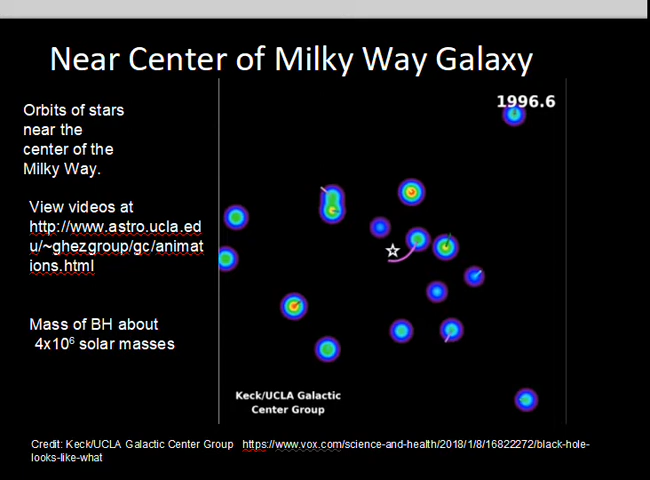 Near Center of Milky Way Galaxy
1996.6
Orbits of stars
near the
center of the
Milky Way.
View videos at
http://www.astro.ucla.ed
u/~ghezgroup/gc/animat
ions.html
Mass of BH about
4x10⁶ solar masses
Keck/UCLA Galactic
Center Group
Credit: Keck/UCLA Galactic Center Group https://www.vox.com/science-and-health/2018/1/8/16822272/black-hole-
looks-like-what